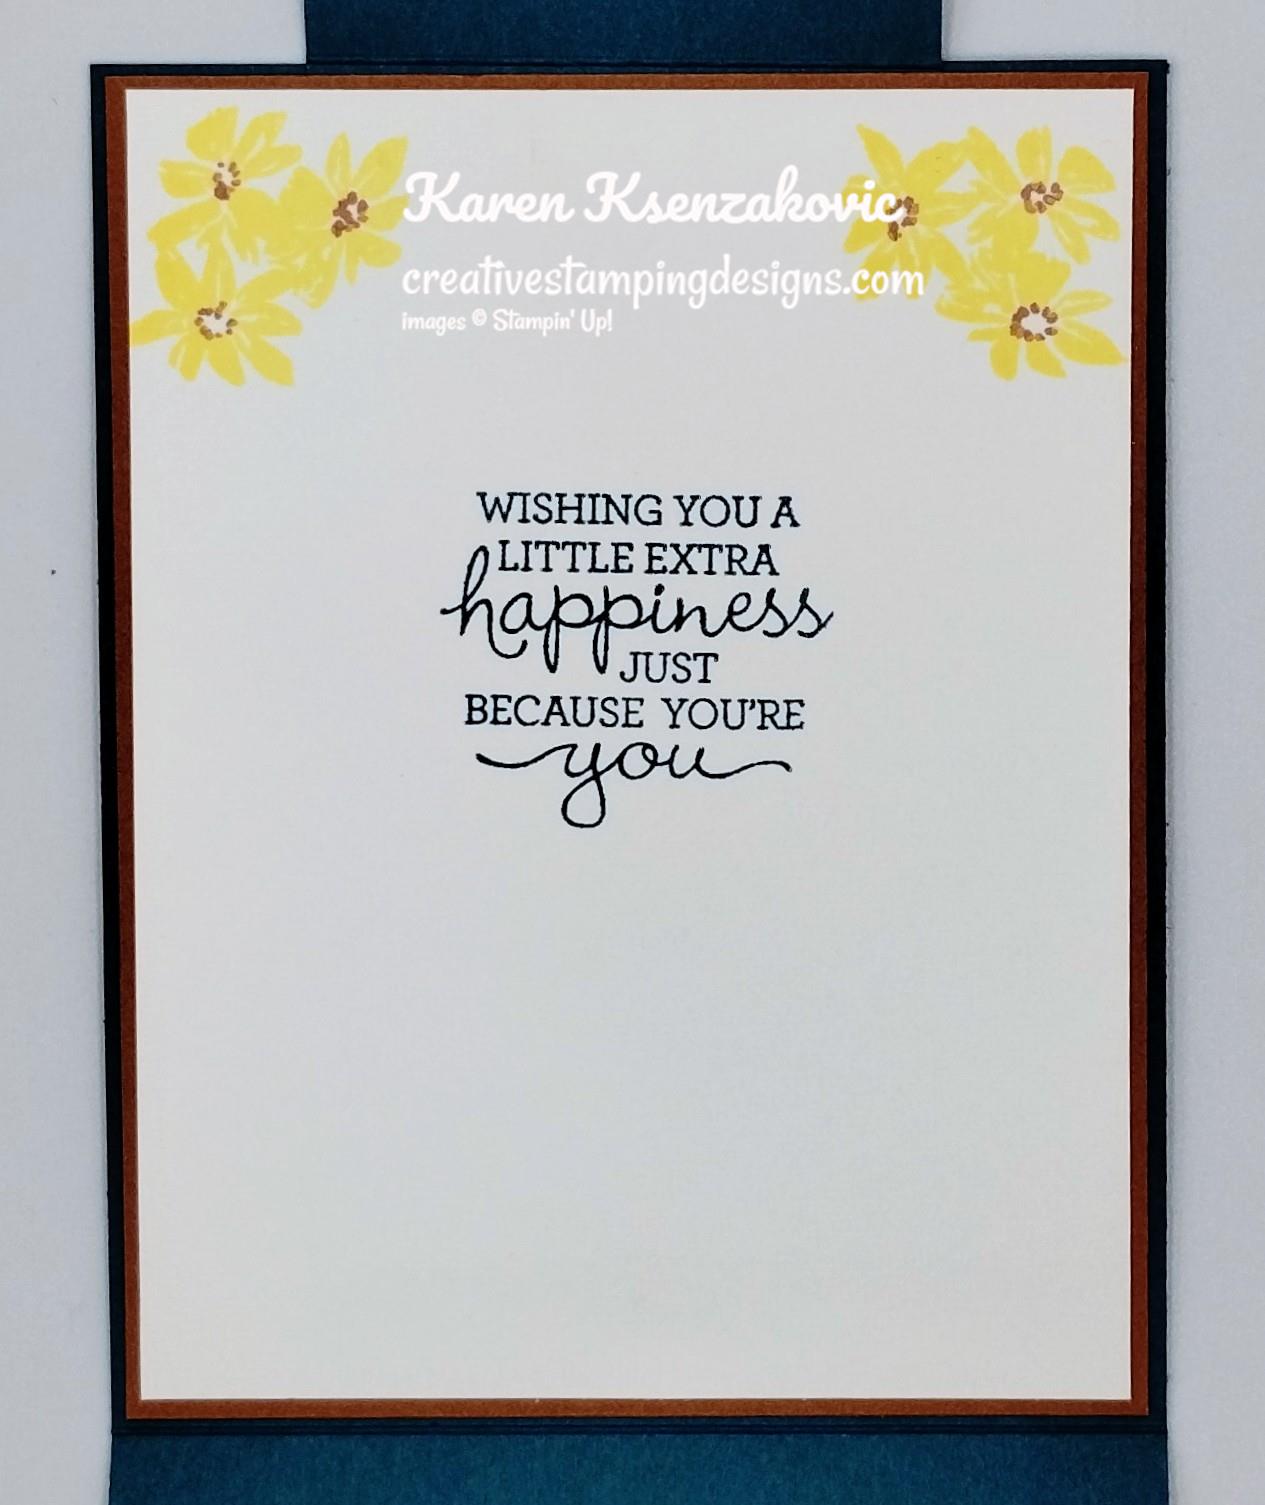 Karen Ksenzakovic
creativestampingdesigns.com
images © Stampin' Up!
WISHING YOU A
LITTLE EXTRA
happiness
JUST
BECAUSE YOU'RE
you